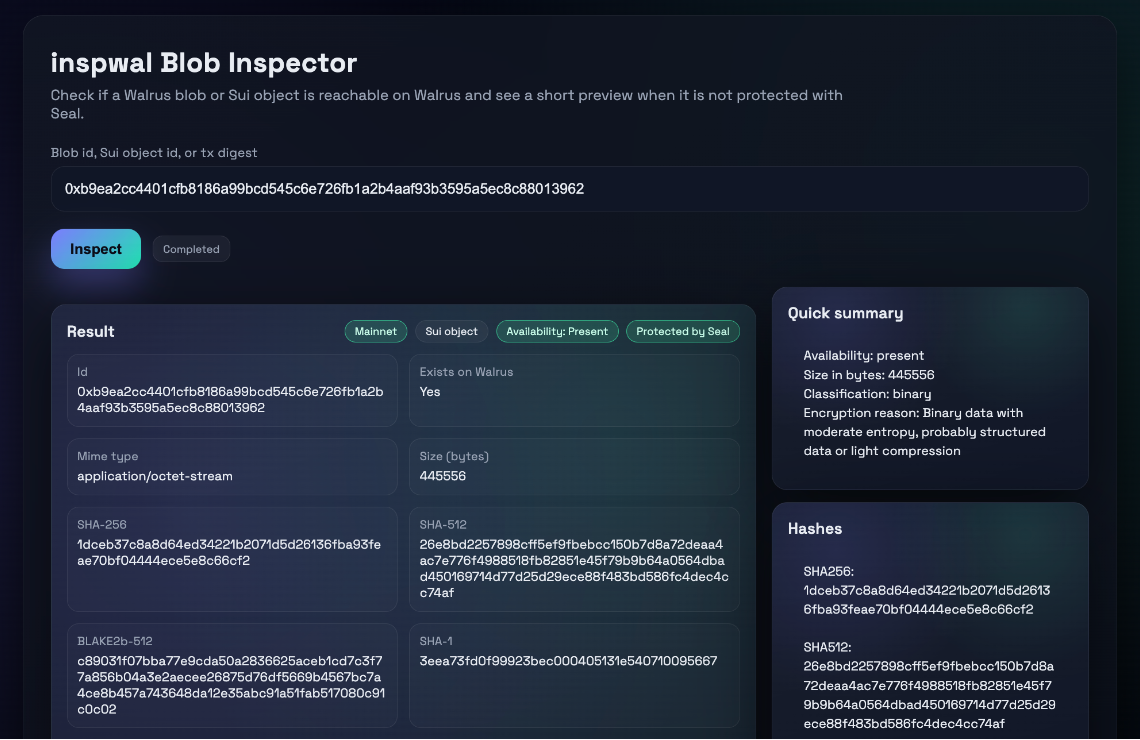 inspwal Blob Inspector
Check if a Walrus blob or Sui object is reachable on Walrus and see a short preview when it is not protected with
Seal.
Blob id, Sui object id, or tx digest
0xb9ea2cc4401cfb8186a99bcd545c6e726fb1a2b4aaf93b3595a5ec8c88013962
Inspect
Completed
Result
Mainnet
Sui object
Availability: Present
Protected by Seal
Id
0xb9ea2cc4401cfb8186a99bcd545c6e726fb1a2b
4aaf93b3595a5ec8c88013962
Exists on Walrus
Yes
Mime type
application/octet-stream
Size (bytes)
445556
SHA-256
1dceb37c8a8d64ed34221b2071d5d26136fba93fe
ae70bf04444ece5e8c66cf2
SHA-512
26e8bd2257898cff5ef9fbebcc150b7d8a72deaa4
ac7e776f4988518fb82851e45f79b9b64a0564dba
d450169714d77d25d29ece88f483bd586fc4dec4c
c74af
BLAKE2b-512
c89031f07bba77e9cda50a2836625aceb1cd7c3f7
7a856b04a3e2aecee26875d76df5669b4567bc7a
4ce8b457a743648da12e35abc91a51fab517080c91
c0c02
SHA-1
3eea73fd0f99923bec000405131e540710095667
Quick summary
Availability: present
Size in bytes: 445556
Classification: binary
Encryption reason: Binary data with
moderate entropy, probably structured
data or light compression
Hashes
SHA256:
1dceb37c8a8d64ed34221b2071d5d2613
6fba93feae70bf04444ece5e8c66cf2
SHA512:
26e8bd2257898cff5ef9fbebcc150b7d8a
72deaa4ac7e776f4988518fb82851e45f7
9b9b64a0564dbad450169714d77d25d29
ece88f483bd586fc4dec4cc74af